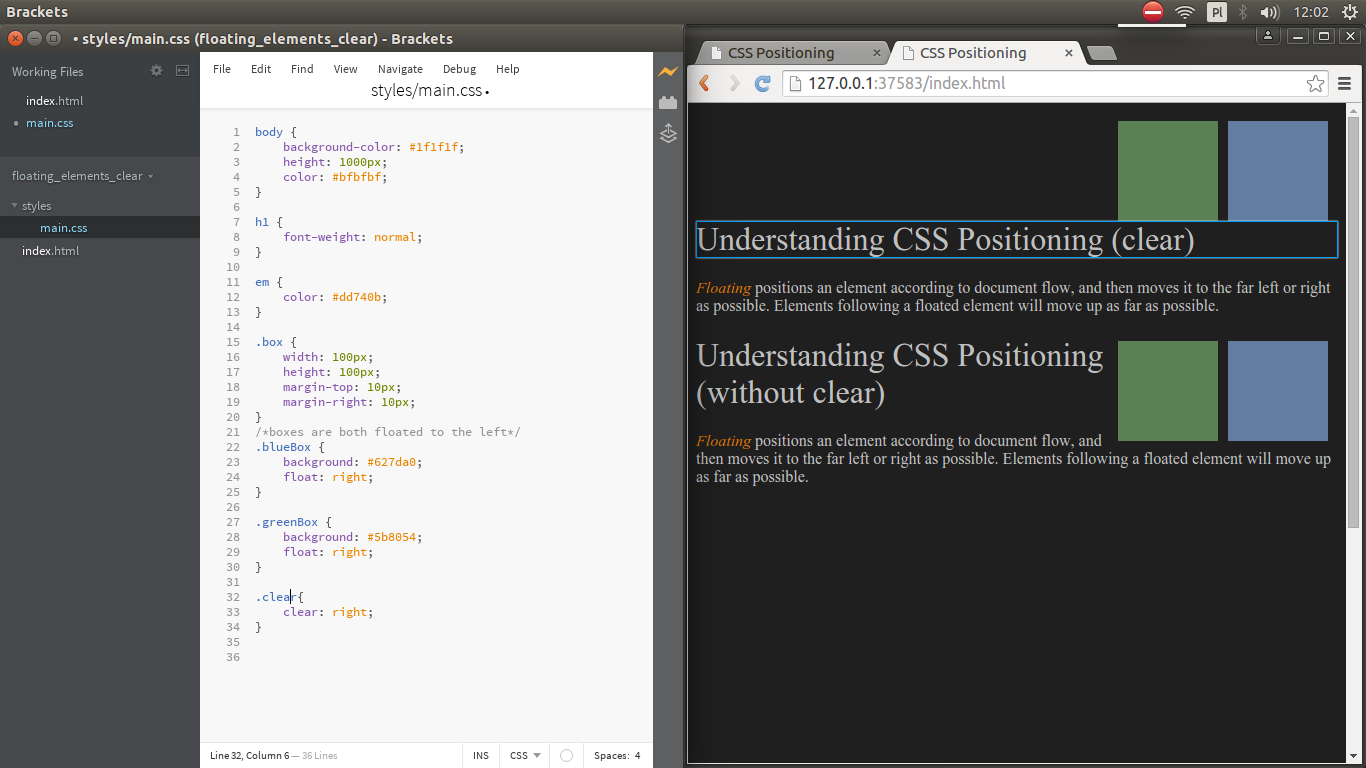 Brackets
Pl
12:02
• styles/main.css (floating_elements_clear) - Brackets
Working Files
index.html
main.css
floating_elements_clear
styles
main.css
index.html
File Edit Find View Navigate Debug Help
styles/main.css •
1 body {
2 background-color: #1f1f1f;
3 height: 1000px;
4 color: #bfbfbf;
5 }
6
7 h1 {
8 font-weight: normal;
9 }
10
11 em {
12 color: #dd740b;
13 }
14
15 .box {
16 width: 100px;
17 height: 100px;
18 margin-top: 10px;
19 margin-right: 10px;
20 }
21 /*boxes are both floated to the left*/
22 .blueBox {
23 background: #627da0;
24 float: right;
25 }
26
27 .greenBox {
28 background: #5b8054;
29 float: right;
30 }
31
32 .clear{
33 clear: right;
34 }
35
36
Line 32, Column 6 — 36 Lines
INS
CSS
Spaces: 4
CSS Positioning
CSS Positioning
127.0.0.1:37583/index.html
Understanding CSS Positioning (clear)
Floating positions an element according to document flow, and then moves it to the far left or right
as possible. Elements following a floated element will move up as far as possible.
Understanding CSS Positioning
(without clear)
Floating positions an element according to document flow, and
then moves it to the far left or right as possible. Elements following a floated element will move up
as far as possible.